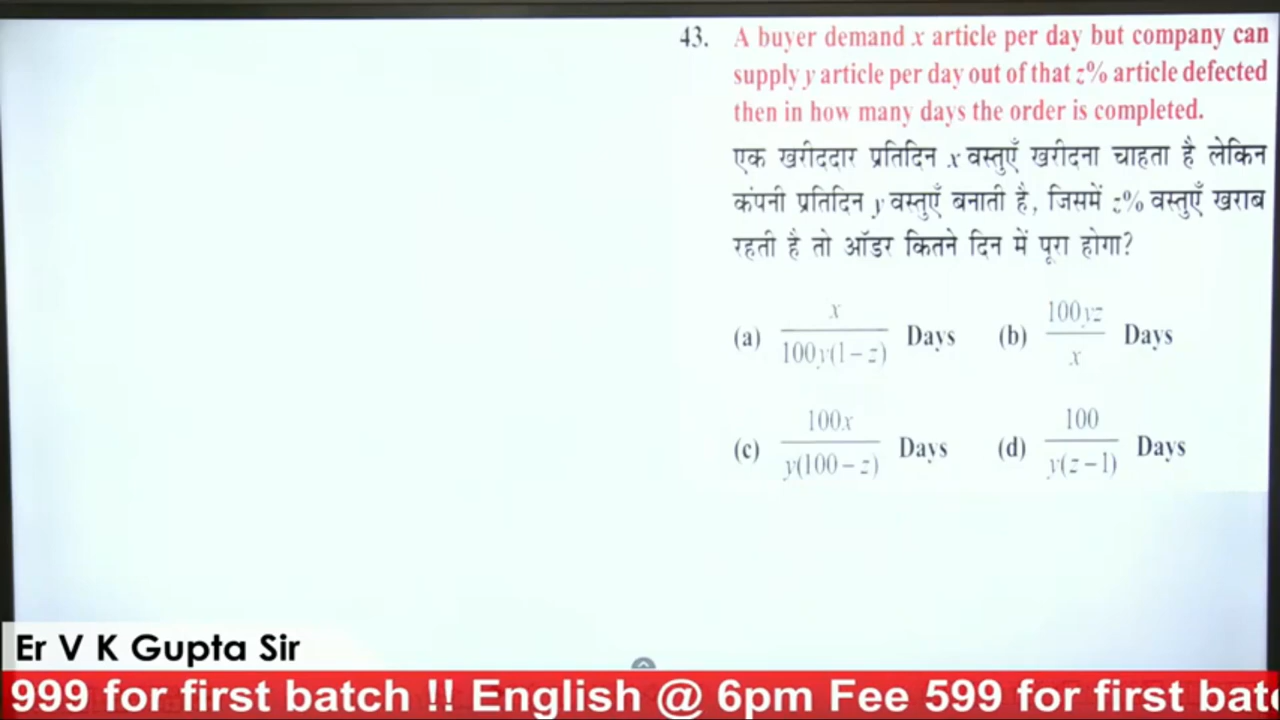 43. A buyer demand x article per day but company can
supply y article per day out of that z% article defected
then in how many days the order is completed.
एक खरीददार प्रतिदिन x वस्तुएँ खरीदना चाहता है लेकिन
कंपनी प्रतिदिन y वस्तुएँ बनाती है, जिसमें z% वस्तुएँ खराब
रहती है तो ऑडर कितने दिन में पूरा होगा?
(a) x / 100y(1 – z) Days (b) 100yz / x Days
(c) 100x / y(100 – z) Days (d) 100 / y(z – 1) Days
Er V K Gupta Sir
999 for first batch !! English @ 6pm Fee 599 for first batc